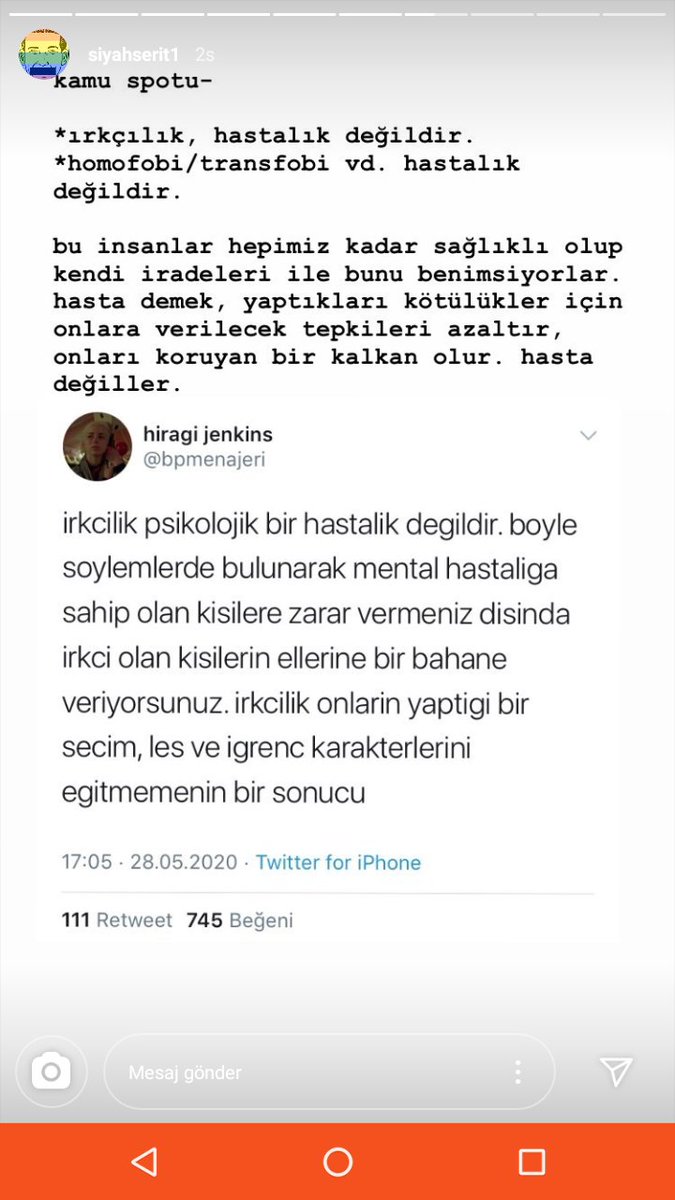 siyahserit1 2s
kamu spotu-
*ırkçılık, hastalık değildir.
*homofobi/transfobi vd. hastalık
değildir.
bu insanlar hepimiz kadar sağlıklı olup
kendi iradeleri ile bunu benimsiyorlar.
hasta demek, yaptıkları kötülükler için
onlara verilecek tepkileri azaltır,
onları koruyan bir kalkan olur. hasta
değiller.
hiragi jenkins
@bpmenajeri
irkcilik psikolojik bir hastalik degildir. boyle
soylemlerde bulunarak mental hastaliga
sahip olan kisilere zarar vermeniz disinda
irkci olan kisilerin ellerine bir bahane
veriyorsunuz. irkcilik onlarin yaptigi bir
secim, les ve igrenc karakterlerini
egitmemenin bir sonucu
17:05 · 28.05.2020 · Twitter for iPhone
111 Retweet 745 Beğeni
Mesaj gönder